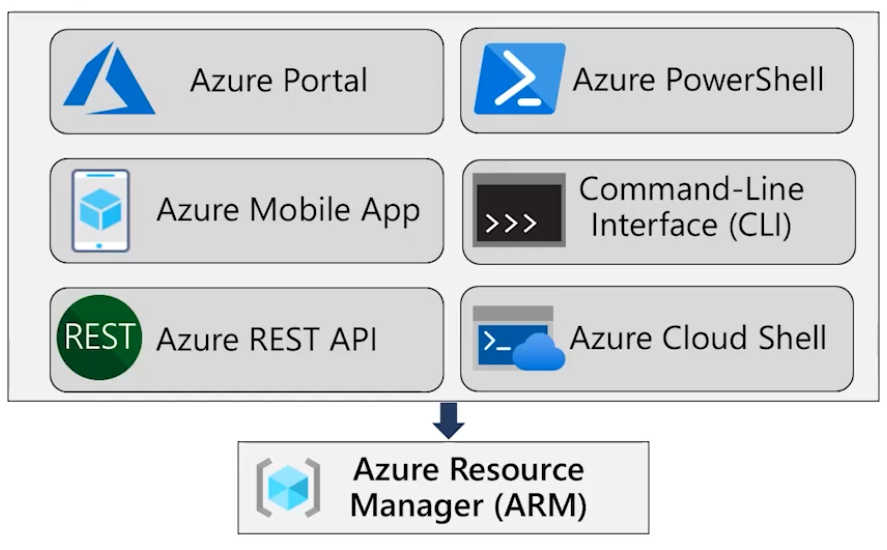 Azure Portal
Azure PowerShell
Azure Mobile App
>>>
Command-Line
Interface (CLI)
REST
Azure REST API
>_
Azure Cloud Shell
Azure Resource
Manager (ARM)